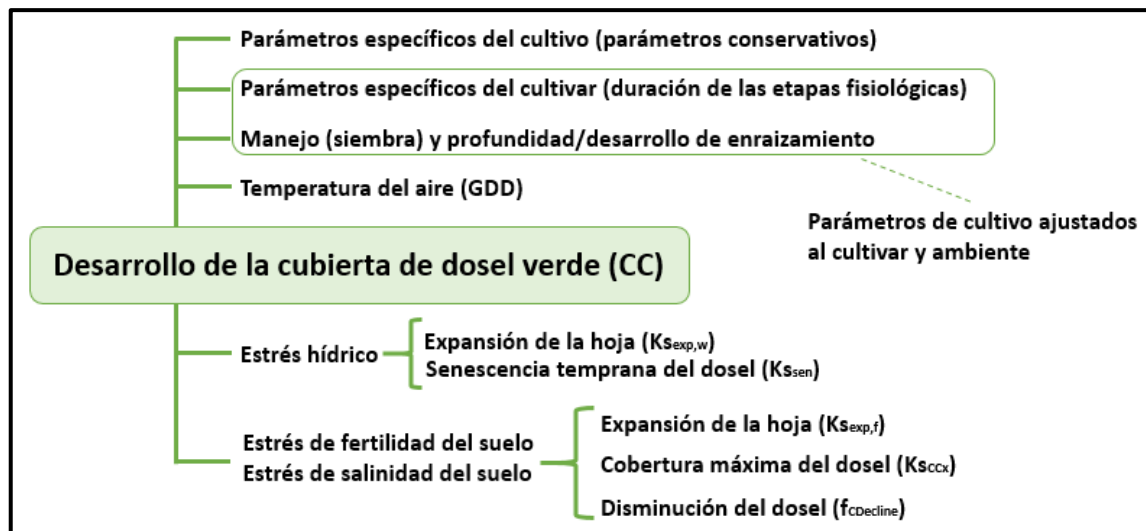 Parámetros específicos del cultivo (parámetros conservativos)
Parámetros específicos del cultivar (duración de las etapas fisiológicas)
Manejo (siembra) y profundidad/desarrollo de enraizamiento
Temperatura del aire (GDD)
Parámetros de cultivo ajustados
al cultivar y ambiente
Desarrollo de la cubierta de dosel verde (CC)
Estrés hídrico
Expansión de la hoja (Ksexp,w)
Senescencia temprana del dosel (Kssen)
Estrés de fertilidad del suelo
Estrés de salinidad del suelo
Expansión de la hoja (Ksexp,f)
Cobertura máxima del dosel (KsCCx)
Disminución del dosel (fCDecline)